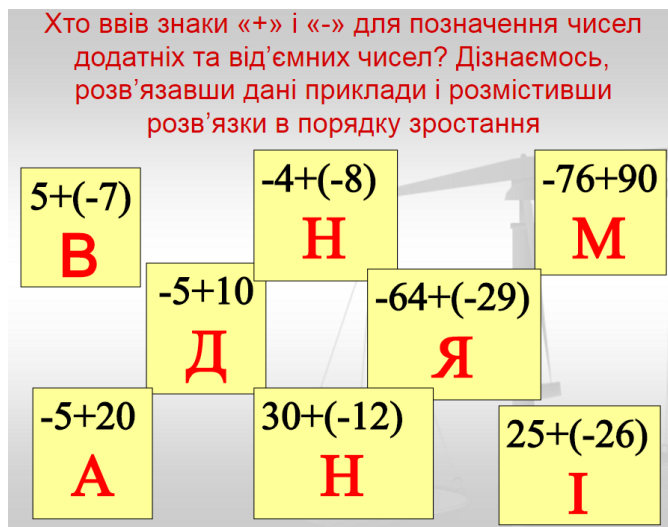 Хто ввів знаки «+» і «-» для позначення чисел
додатніх та від’ємних чисел? Дізнаємось,
розв’язавши дані приклади і розмістивши
розв’язки в порядку зростання
5+(-7)
В
-4+(-8)
Н
-76+90
М
-5+10
Д
-64+(-29)
Я
-5+20
А
30+(-12)
Н
25+(-26)
І